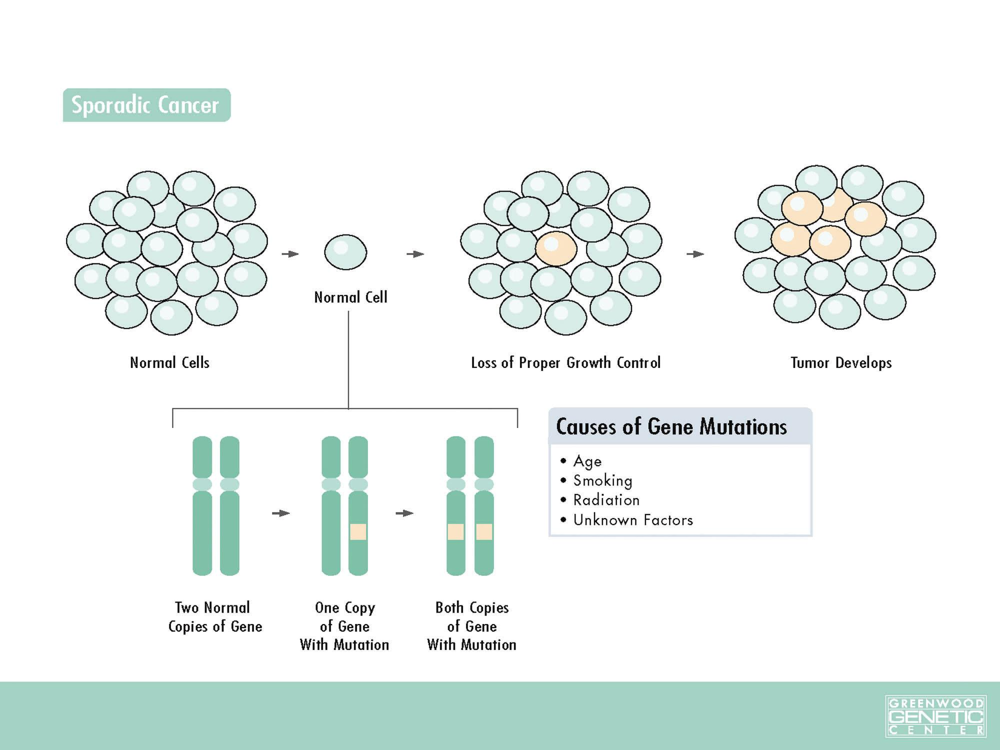 Sporadic Cancer
Normal Cell
Normal Cells
Loss of Proper Growth Control
Tumor Develops
Causes of Gene Mutations
• Age
• Smoking
• Radiation
• Unknown Factors
Two Normal
Copies of Gene
One Copy
of Gene
With Mutation
Both Copies
of Gene
With Mutation
GREENWOOD
GENETIC
CENTER